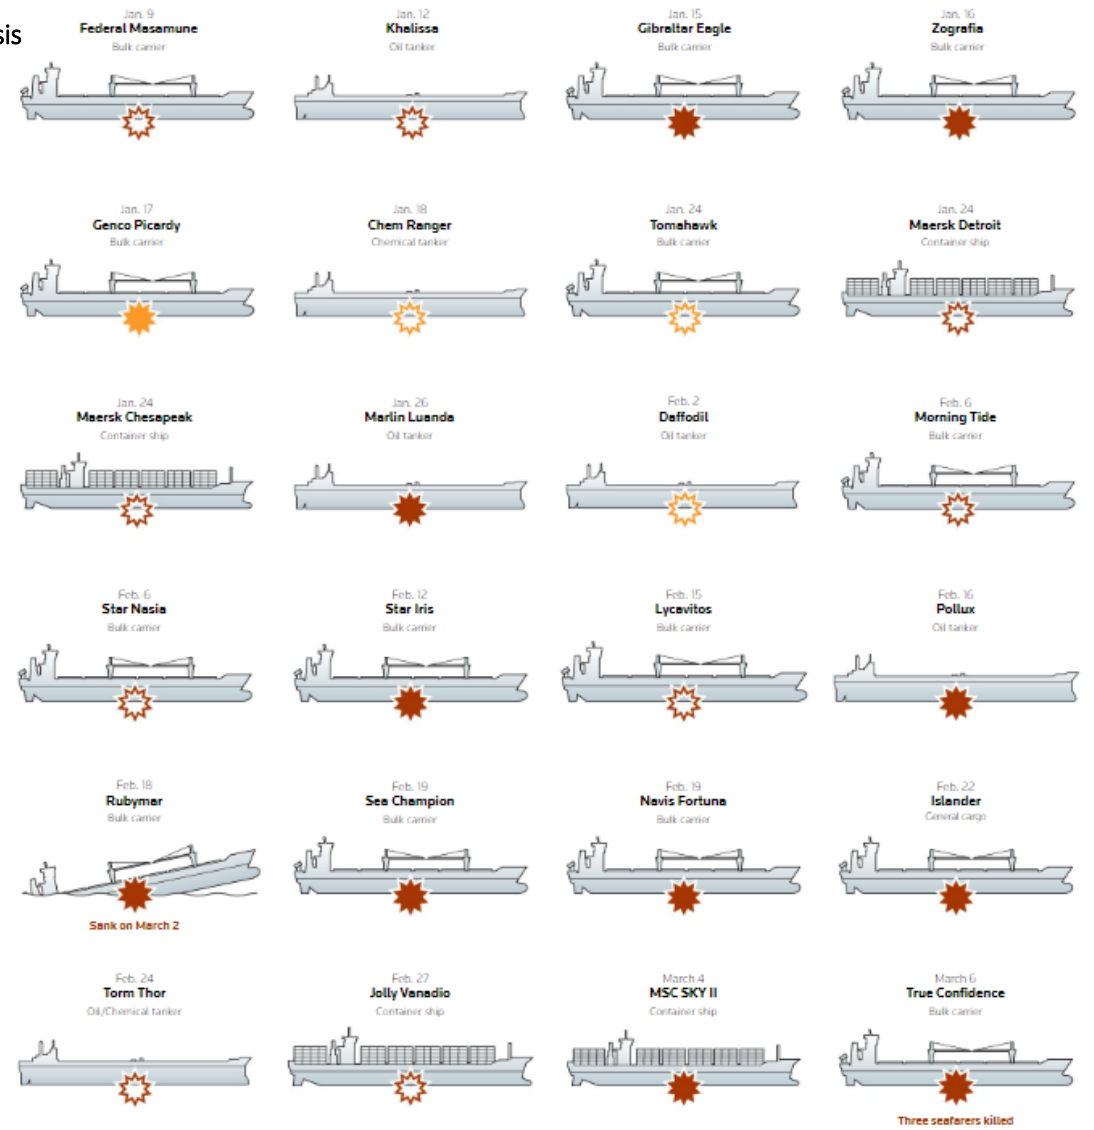 sis
Jan. 9
Federal Masamune
Bulk carrier
Jan. 12
Khalissa
Oil tanker
Jan. 15
Gibraltar Eagle
Bulk carrier
Jan. 16
Zografia
Bulk carrier
Jan. 17
Genco Picardy
Bulk carrier
Jan. 18
Chem Ranger
Chemical tanker
Jan. 24
Tomahawk
Bulk carrier
Jan. 24
Maersk Detroit
Container ship
Jan. 24
Maersk Chesapeak
Container ship
Jan. 26
Marlin Luanda
Oil tanker
Feb. 2
Daffodil
Oil tanker
Feb. 6
Morning Tide
Bulk carrier
Feb. 6
Star Nasia
Bulk carrier
Feb. 12
Star Iris
Bulk carrier
Feb. 15
Lycavitos
Bulk carrier
Feb. 16
Pollux
Oil tanker
Feb. 18
Rubymar
Bulk carrier
Sank on March 2
Feb. 19
Sea Champion
Bulk carrier
Feb. 19
Navis Fortuna
Bulk carrier
Feb. 22
Islander
General cargo
Feb. 24
Torm Thor
Oil/Chemical tanker
Feb. 27
Jolly Vanadio
Container ship
March 4
MSC SKY II
Container ship
March 6
True Confidence
Bulk carrier
Three seafarers killed